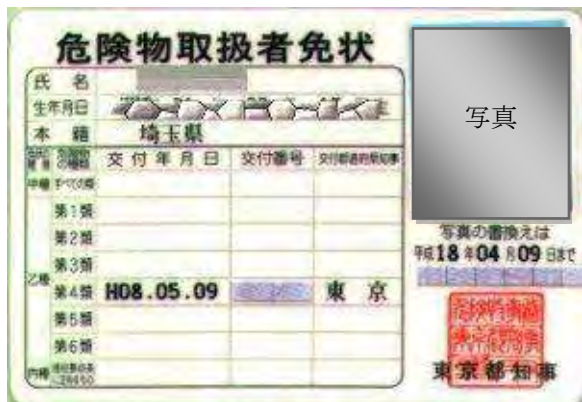 危険物取扱者免状
氏 名
生年月日
本 籍 埼玉県
交付年月日 交付番号 交付都道府県知事
甲種 すべての類
第1類
第2類
第3類
乙種 第4類 H08.05.09 東 京
第5類
第6類
丙種
写真
写真の書換えは
平成18年04月09日まで
東京都知事